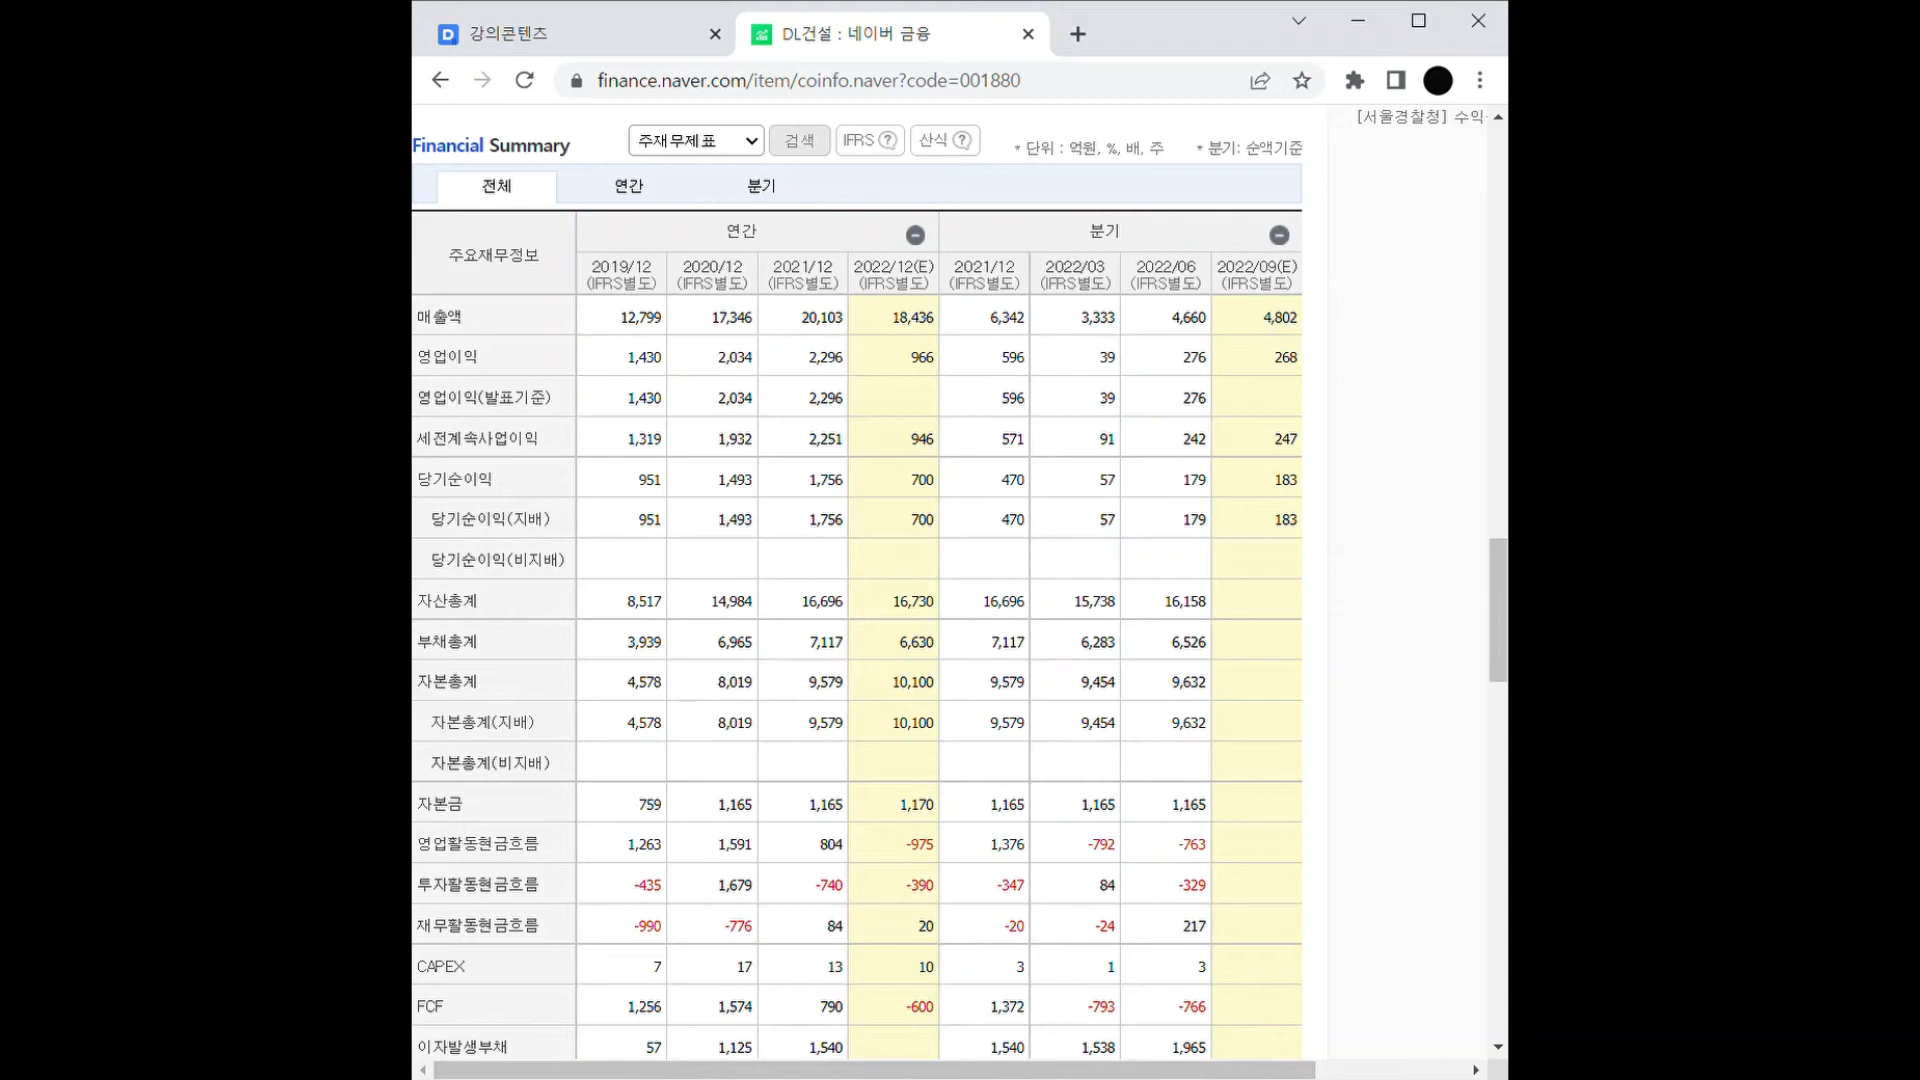 강의콘텐츠
DL건설 : 네이버 금융
finance.naver.com/item/coinfo.naver?code=001880
[서울경찰청] 수익
Financial Summary 주재무제표 검색 IFRS ? 산식 ? * 단위 : 억원, %, 배, 주 * 분기: 순액기준
전체 연간 분기
주요재무정보 연간 분기
2019/12 2020/12 2021/12 2022/12(E) 2021/12 2022/03 2022/06 2022/09(E)
(IFRS별도) (IFRS별도) (IFRS별도) (IFRS별도) (IFRS별도) (IFRS별도) (IFRS별도) (IFRS별도)
매출액 12,799 17,346 20,103 18,436 6,342 3,333 4,660 4,802
영업이익 1,430 2,034 2,296 966 596 39 276 268
영업이익(발표기준) 1,430 2,034 2,296 596 39 276
세전계속사업이익 1,319 1,932 2,251 946 571 91 242 247
당기순이익 951 1,493 1,756 700 470 57 179 183
당기순이익(지배) 951 1,493 1,756 700 470 57 179 183
당기순이익(비지배)
자산총계 8,517 14,984 16,696 16,730 16,696 15,738 16,158
부채총계 3,939 6,965 7,117 6,630 7,117 6,283 6,526
자본총계 4,578 8,019 9,579 10,100 9,579 9,454 9,632
자본총계(지배) 4,578 8,019 9,579 10,100 9,579 9,454 9,632
자본총계(비지배)
자본금 759 1,165 1,165 1,170 1,165 1,165 1,165
영업활동현금흐름 1,263 1,591 804 -975 1,376 -792 -763
투자활동현금흐름 -435 1,679 -740 -390 -347 84 -329
재무활동현금흐름 -990 -776 84 20 -20 -24 217
CAPEX 7 17 13 10 3 1 3
FCF 1,256 1,574 790 -600 1,372 -793 -766
이자발생부채 57 1,125 1,540 1,540 1,538 1,965